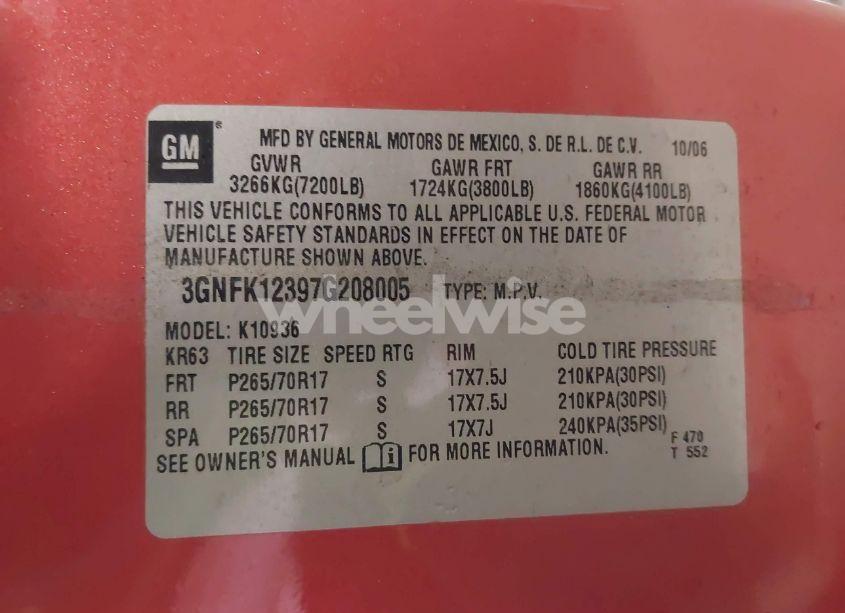 GM
MFD BY GENERAL MOTORS DE MEXICO, S. DE R.L. DE C.V. 10/06
GVWR GAWR FRT GAWR RR
3266KG(7200LB) 1724KG(3800LB) 1860KG(4100LB)
THIS VEHICLE CONFORMS TO ALL APPLICABLE U.S. FEDERAL MOTOR
VEHICLE SAFETY STANDARDS IN EFFECT ON THE DATE OF
MANUFACTURE SHOWN ABOVE.
3GNFK12397G208005 TYPE: M.P.V.
wheelwise
MODEL: K10936
KR63 TIRE SIZE SPEED RTG RIM COLD TIRE PRESSURE
FRT P265/70R17 S 17X7.5J 210KPA(30PSI)
RR P265/70R17 S 17X7.5J 210KPA(30PSI)
SPA P265/70R17 S 17X7J 240KPA(35PSI)
F 470
T 552
SEE OWNER'S MANUAL FOR MORE INFORMATION.